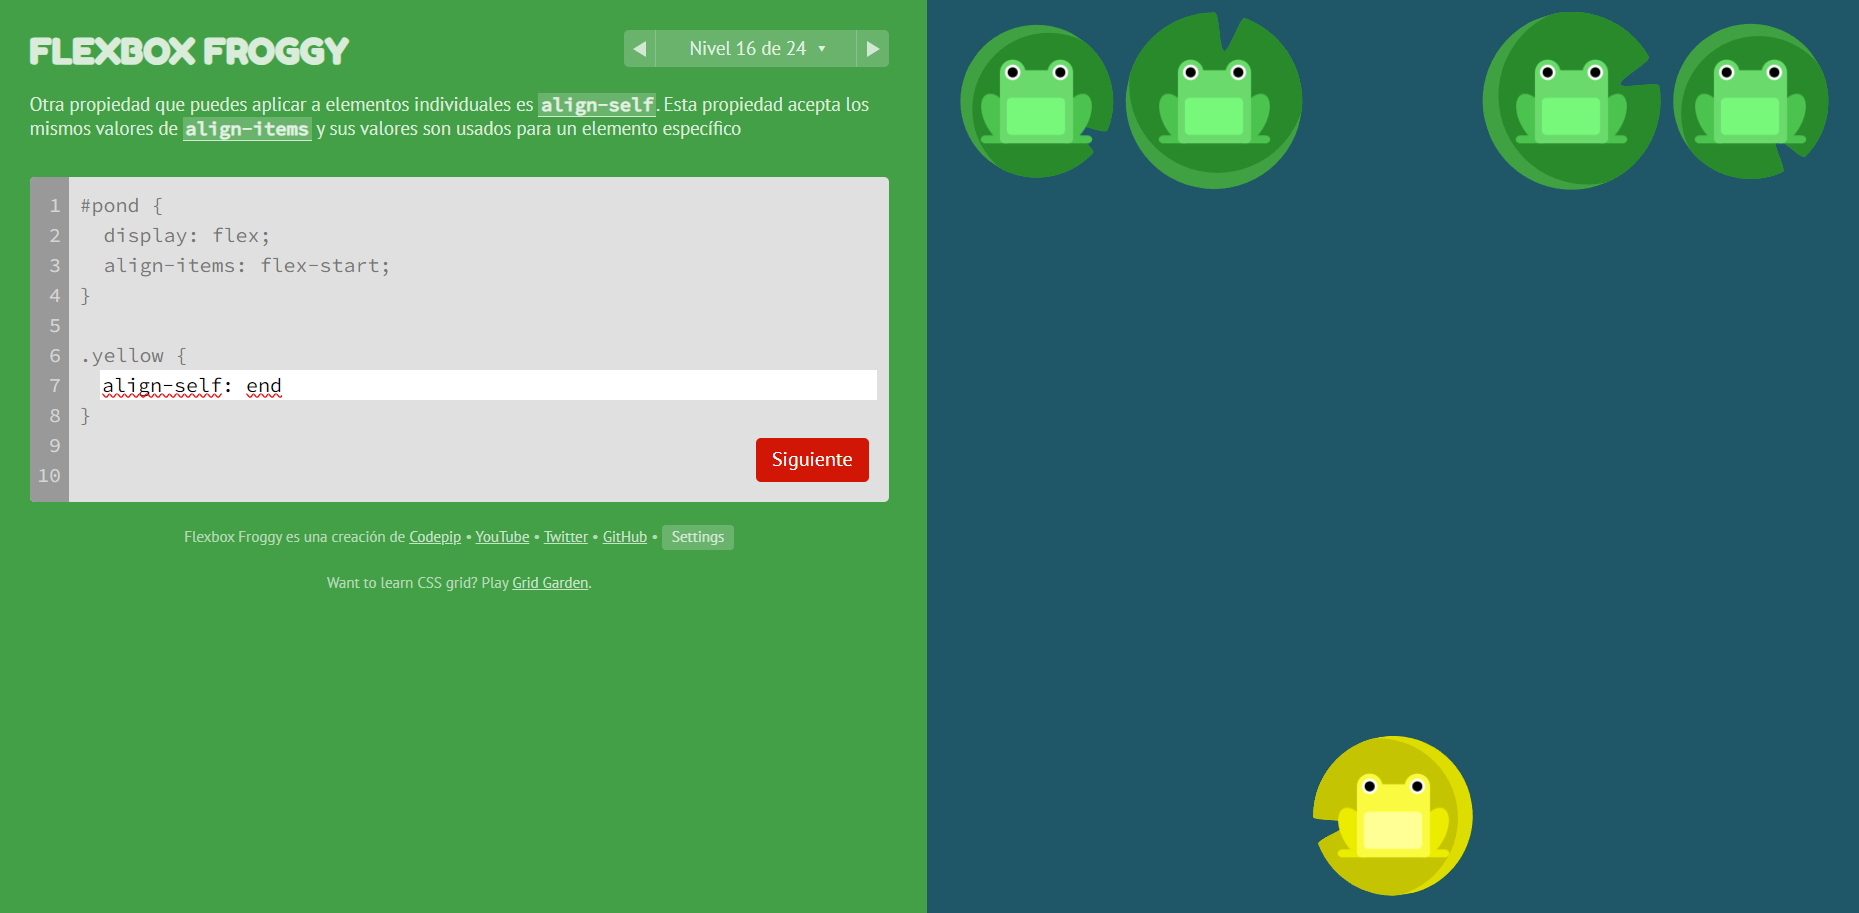 FLEXBOX FROGGY
◀ Nivel 16 de 24 ▾ ▶
Otra propiedad que puedes aplicar a elementos individuales es align-self. Esta propiedad acepta los
mismos valores de align-items y sus valores son usados para un elemento específico
1 #pond {
2 display: flex;
3 align-items: flex-start;
4 }
5
6 .yellow {
7 align-self: end
8 }
9
10
Siguiente
Flexbox Froggy es una creación de Codepip • YouTube • Twitter • GitHub • Settings
Want to learn CSS grid? Play Grid Garden.